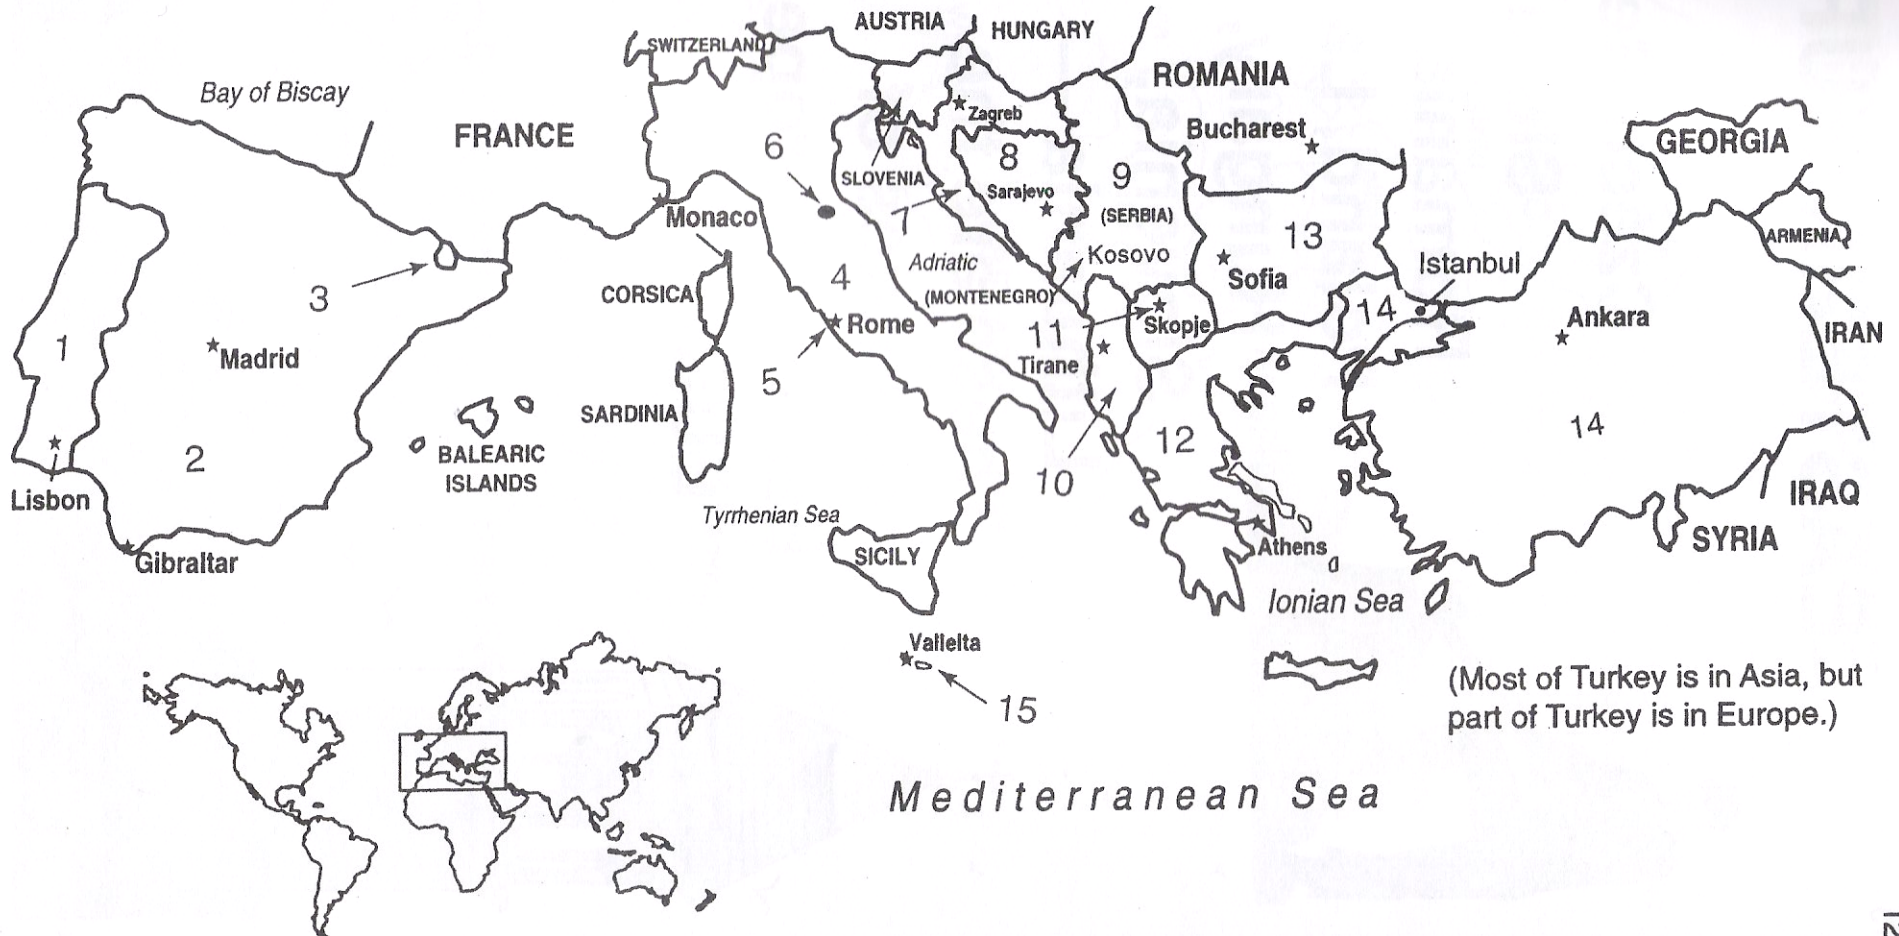 AUSTRIA
HUNGARY
SWITZERLAND
ROMANIA
Bay of Biscay
FRANCE
Zagreb
Bucharest
GEORGIA
6
8
9
SLOVENIA
Sarajevo
Monaco
7
(SERBIA)
13
ARMENIA
Adriatic
Kosovo
Istanbul
3
CORSICA
4
(MONTENEGRO)
Sofia
14
1
Rome
11
Skopje
Ankara
IRAN
Madrid
5
Tirane
SARDINIA
14
2
BALEARIC
ISLANDS
12
10
Lisbon
IRAQ
Tyrrhenian Sea
SYRIA
Gibraltar
SICILY
Athens
Ionian Sea
Vallelta
15
(Most of Turkey is in Asia, but
part of Turkey is in Europe.)
Mediterranean Sea